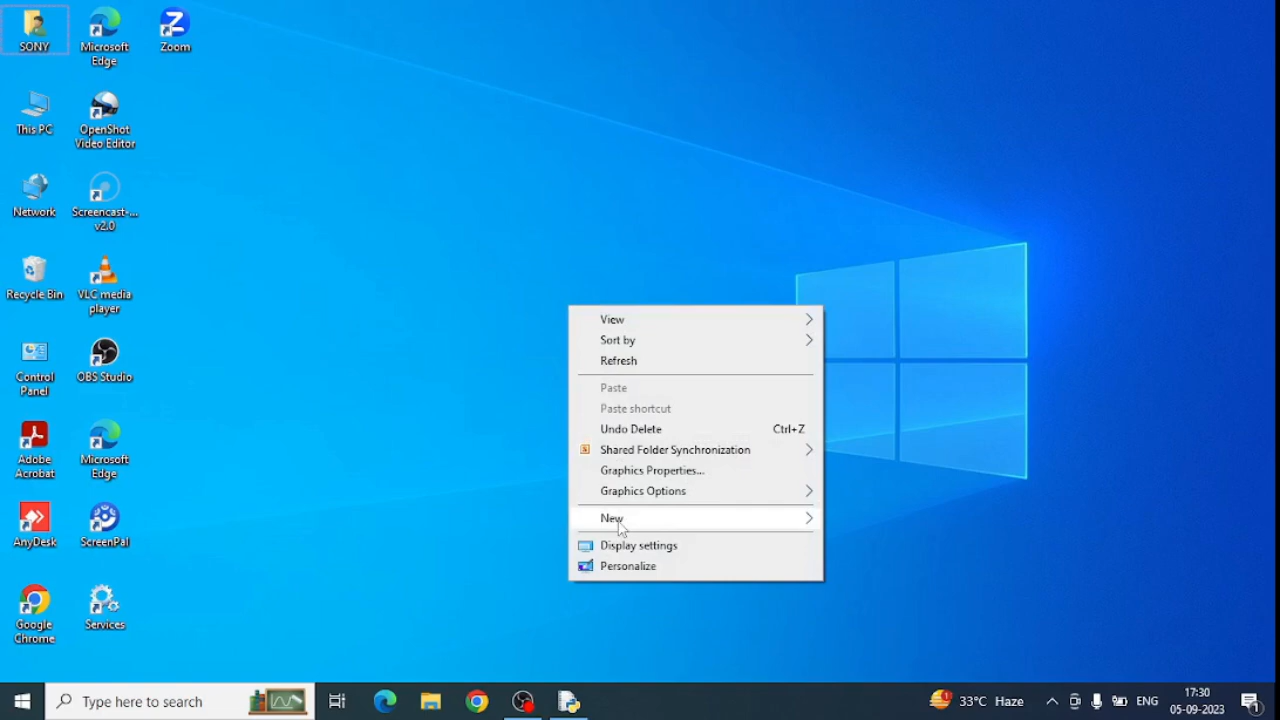 SONY
Microsoft
Edge
Zoom
This PC
OpenShot
Video Editor
Network
Screencast-...
v2.0
Recycle Bin
VLC media
player
Control
Panel
OBS Studio
Adobe
Acrobat
Microsoft
Edge
AnyDesk
ScreenPal
Google
Chrome
Services
View
Sort by
Refresh
Paste
Paste shortcut
Undo Delete Ctrl+Z
Shared Folder Synchronization
Graphics Properties...
Graphics Options
New
Display settings
Personalize
Type here to search
33°C Haze
ENG
17:30
05-09-2023